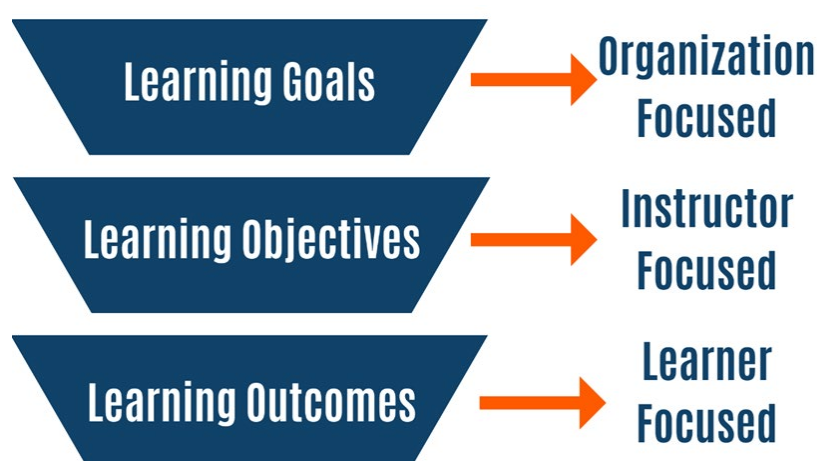 Learning Goals
Organization
Focused
Learning Objectives
Instructor
Focused
Learning Outcomes
Learner
Focused